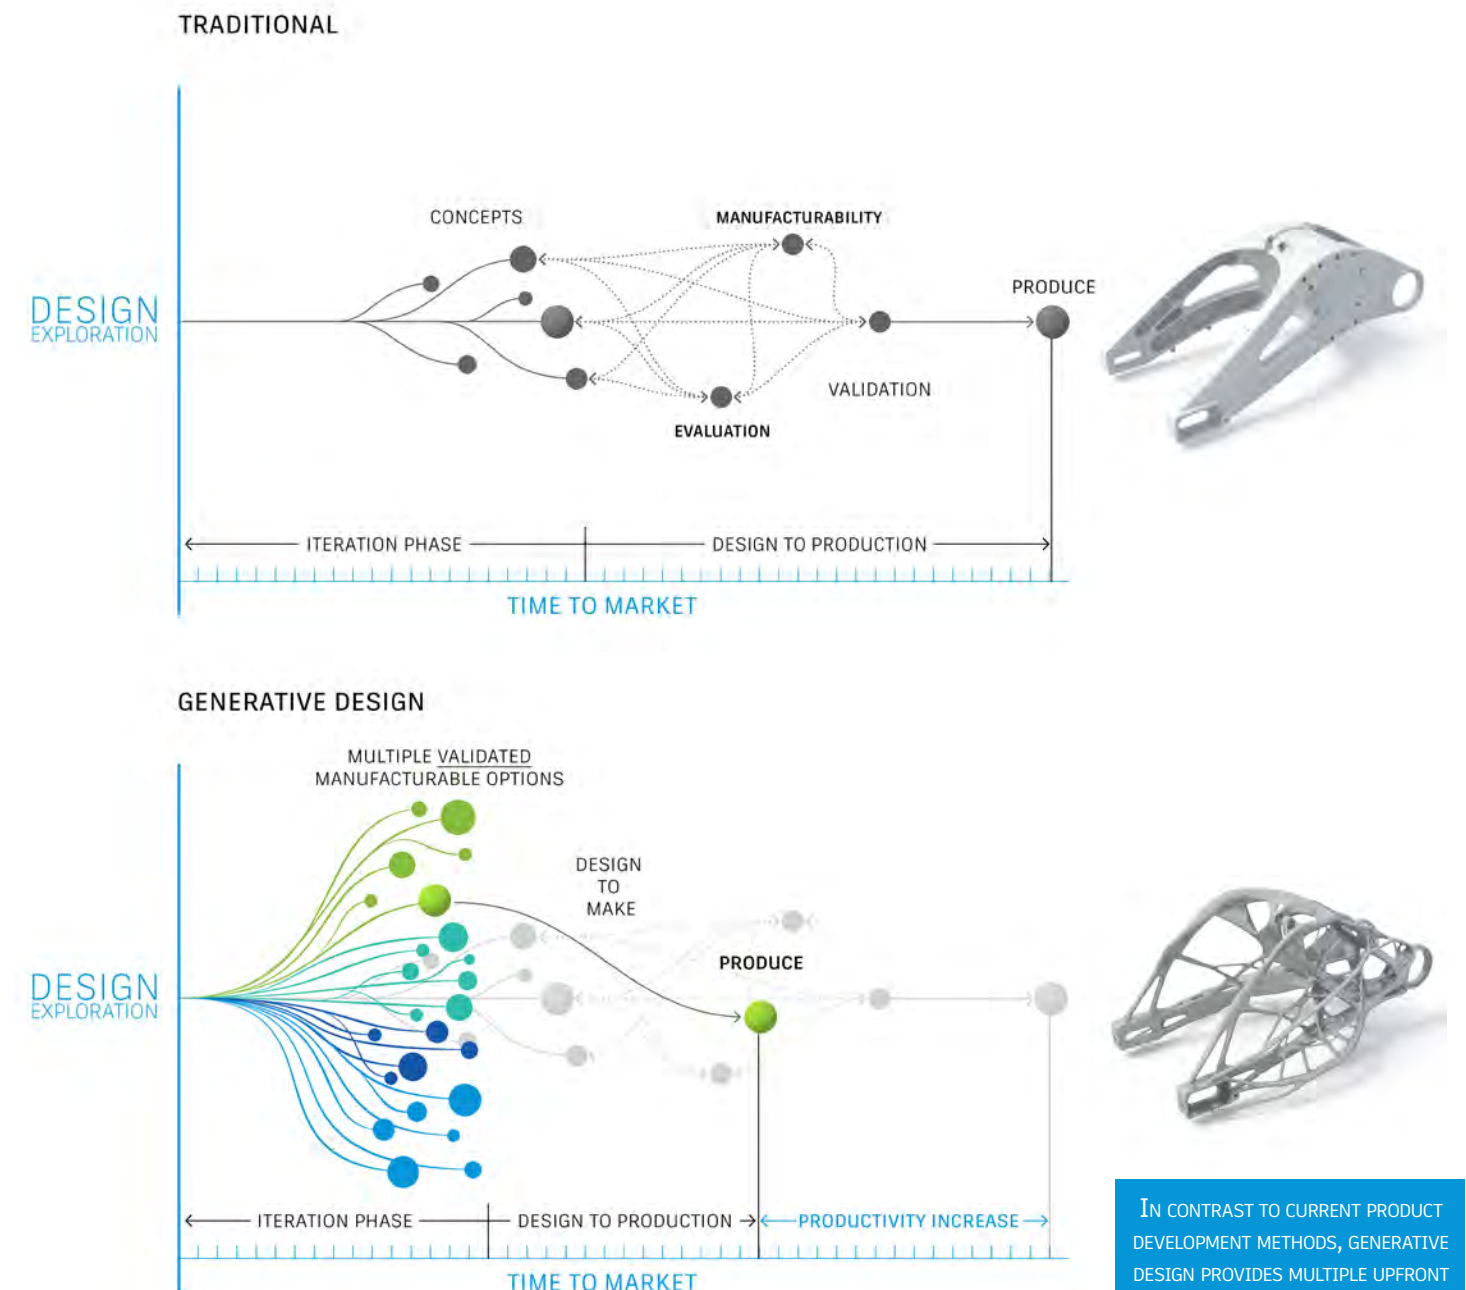 TRADITIONAL
CONCEPTS
MANUFACTURABILITY
PRODUCE
DESIGN
EXPLORATION
VALIDATION
EVALUATION
ITERATION PHASE
DESIGN TO PRODUCTION
TIME TO MARKET
GENERATIVE DESIGN
MULTIPLE VALIDATED
MANUFACTURABLE OPTIONS
DESIGN
TO
MAKE
PRODUCE
DESIGN
EXPLORATION
ITERATION PHASE
DESIGN TO PRODUCTION
PRODUCTIVITY INCREASE
TIME TO MARKET
IN CONTRAST TO CURRENT PRODUCT
DEVELOPMENT METHODS, GENERATIVE
DESIGN PROVIDES MULTIPLE UPFRONT